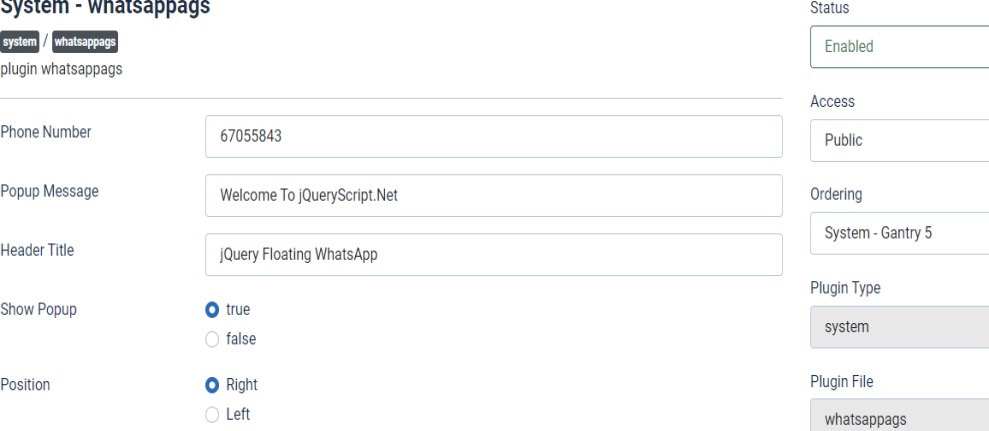 System - whatsappags
system / whatsappags
plugin whatsappags
Phone Number
67055843
Popup Message
Welcome To jQueryScript.Net
Header Title
jQuery Floating WhatsApp
Show Popup
true
false
Position
Right
Left
Status
Enabled
Access
Public
Ordering
System - Gantry 5
Plugin Type
system
Plugin File
whatsappags